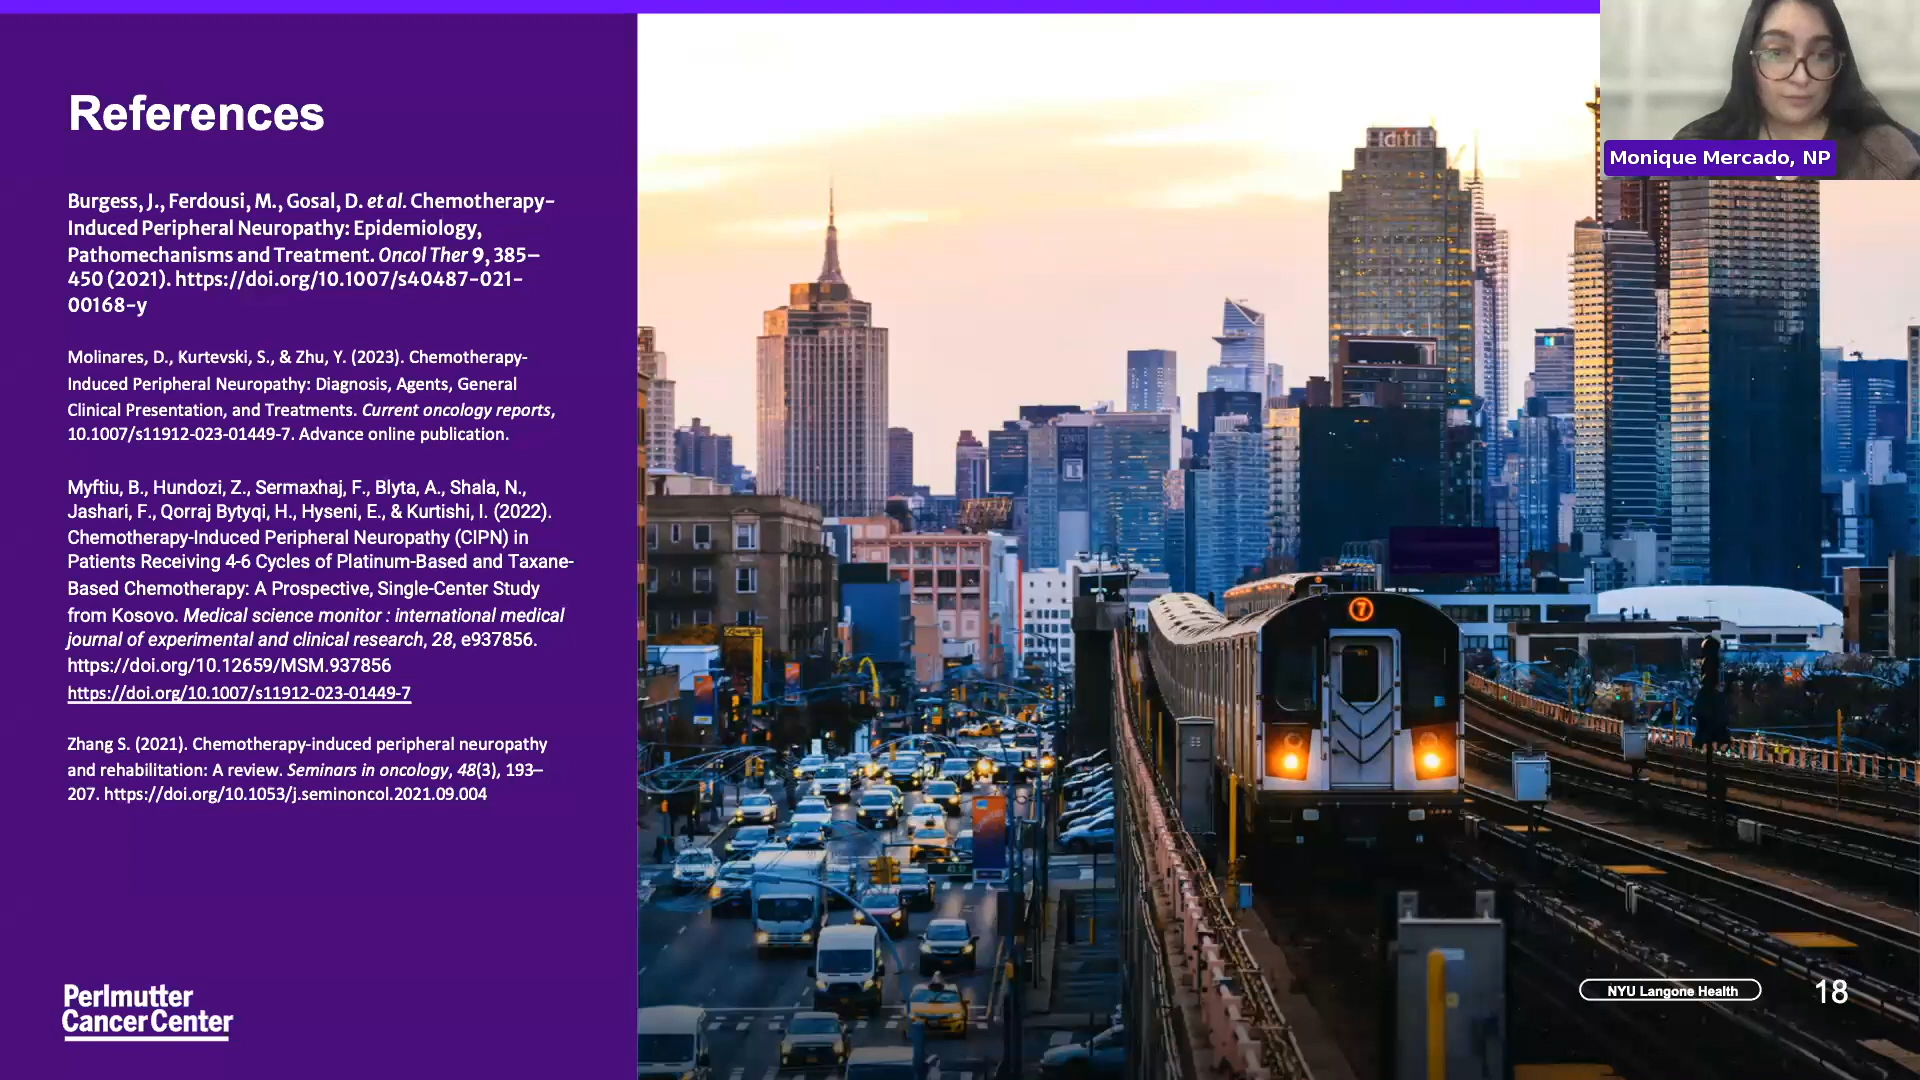 References
Burgess, J., Ferdousi, M., Gosal, D. et al. Chemotherapy-
Induced Peripheral Neuropathy: Epidemiology,
Pathomechanisms and Treatment. Oncol Ther 9, 385–
450 (2021). https://doi.org/10.1007/s40487-021-
00168-y
Molinares, D., Kurtevski, S., & Zhu, Y. (2023). Chemotherapy-
Induced Peripheral Neuropathy: Diagnosis, Agents, General
Clinical Presentation, and Treatments. Current oncology reports,
10.1007/s11912-023-01449-7. Advance online publication.
Myftiu, B., Hundozi, Z., Sermaxhaj, F., Blyta, A., Shala, N.,
Jashari, F., Qorraj Bytyqi, H., Hyseni, E., & Kurtishi, I. (2022).
Chemotherapy-Induced Peripheral Neuropathy (CIPN) in
Patients Receiving 4-6 Cycles of Platinum-Based and Taxane-
Based Chemotherapy: A Prospective, Single-Center Study
from Kosovo. Medical science monitor : international medical
journal of experimental and clinical research, 28, e937856.
https://doi.org/10.12659/MSM.937856
https://doi.org/10.1007/s11912-023-01449-7
Zhang S. (2021). Chemotherapy-induced peripheral neuropathy
and rehabilitation: A review. Seminars in oncology, 48(3), 193–
207. https://doi.org/10.1053/j.seminoncol.2021.09.004
Perlmutter
Cancer Center
citi
7
Monique Mercado, NP
NYU Langone Health
18